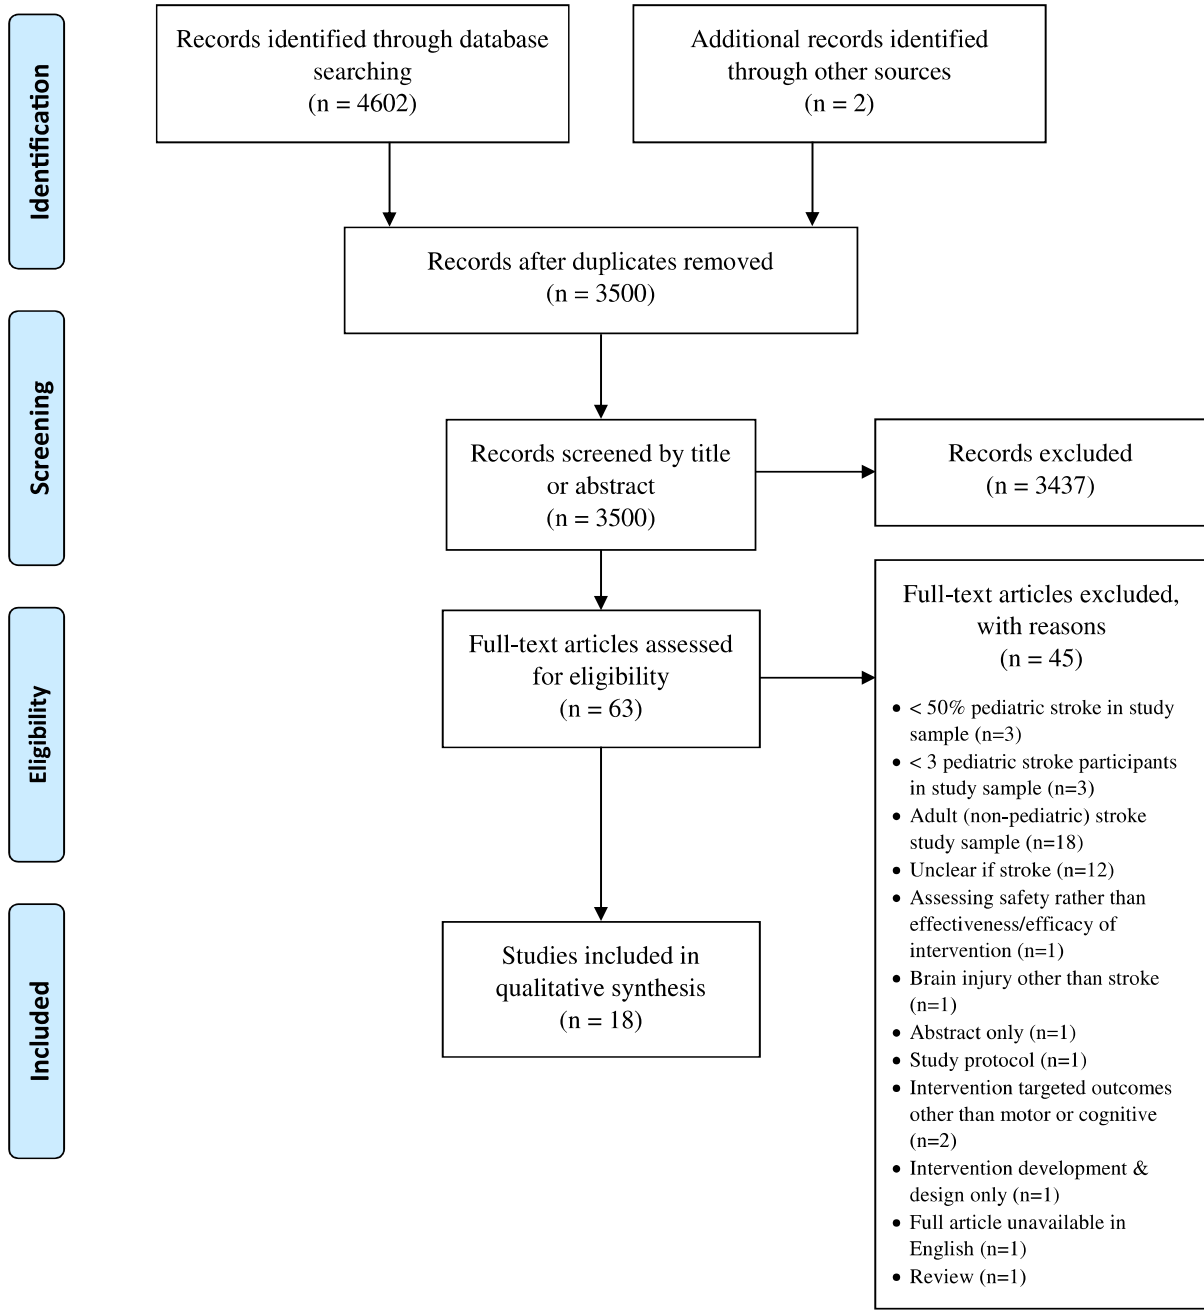 Identification
Records identified through database
searching
(n = 4602)
Additional records identified
through other sources
(n = 2)
Records after duplicates removed
(n = 3500)
Screening
Records screened by title
or abstract
(n = 3500)
Records excluded
(n = 3437)
Eligibility
Full-text articles assessed
for eligibility
(n = 63)
Full-text articles excluded,
with reasons
(n = 45)
• < 50% pediatric stroke in study
sample (n=3)
• < 3 pediatric stroke participants
in study sample (n=3)
• Adult (non-pediatric) stroke
study sample (n=18)
• Unclear if stroke (n=12)
• Assessing safety rather than
effectiveness/efficacy of
intervention (n=1)
• Brain injury other than stroke
(n=1)
• Abstract only (n=1)
• Study protocol (n=1)
• Intervention targeted outcomes
other than motor or cognitive
(n=2)
• Intervention development &
design only (n=1)
• Full article unavailable in
English (n=1)
• Review (n=1)
Included
Studies included in
qualitative synthesis
(n = 18)